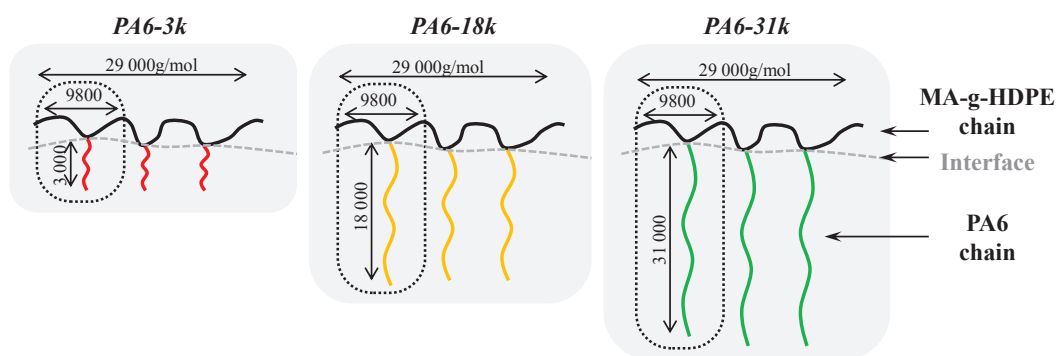 PA6-3k
29 000g/mol
9800
3 000
PA6-18k
29 000g/mol
9800
18 000
PA6-31k
29 000g/mol
9800
31 000
MA-g-HDPE
chain
Interface
PA6
chain